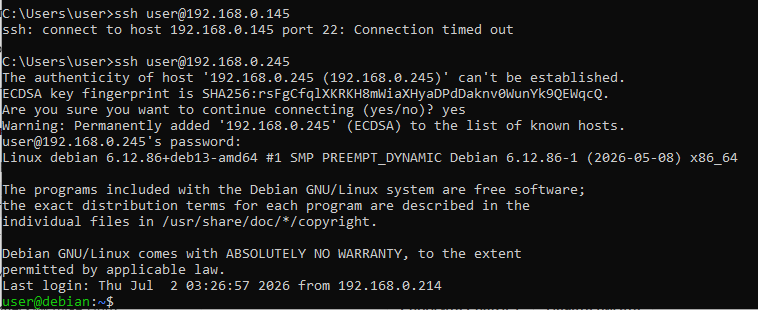 C:\Users\user>ssh user@192.168.0.145
ssh: connect to host 192.168.0.145 port 22: Connection timed out
C:\Users\user>ssh user@192.168.0.245
The authenticity of host '192.168.0.245 (192.168.0.245)' can't be established.
ECDSA key fingerprint is SHA256:rsFgCfqlXKRKH8mWiaXHyaDPdDaknv0WunYk9QEWqcQ.
Are you sure you want to continue connecting (yes/no)? yes
Warning: Permanently added '192.168.0.245' (ECDSA) to the list of known hosts.
user@192.168.0.245's password:
Linux debian 6.12.86+deb13-amd64 #1 SMP PREEMPT_DYNAMIC Debian 6.12.86-1 (2026-05-08) x86_64
The programs included with the Debian GNU/Linux system are free software;
the exact distribution terms for each program are described in the
individual files in /usr/share/doc/*/copyright.
Debian GNU/Linux comes with ABSOLUTELY NO WARRANTY, to the extent
permitted by applicable law.
Last login: Thu Jul  2 03:26:57 2026 from 192.168.0.214
user@debian:~$